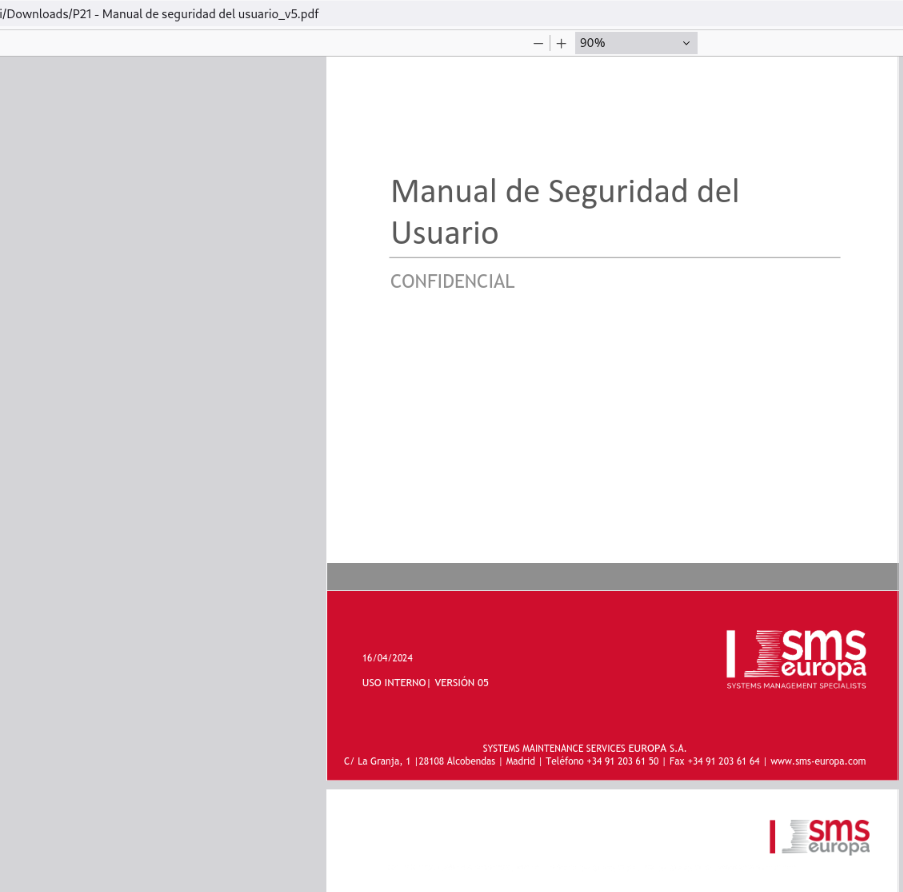 i/Downloads/P21 - Manual de seguridad del usuario_v5.pdf
90%
Manual de Seguridad del
Usuario
CONFIDENCIAL
16/04/2024
USO INTERNO| VERSIÓN 05
sms
europa
SYSTEMS MANAGEMENT SPECIALISTS
SYSTEMS MAINTENANCE SERVICES EUROPA S.A.
C/ La Granja, 1 |28108 Alcobendas | Madrid | Teléfono +34 91 203 61 50 | Fax +34 91 203 61 64 | www.sms-europa.com
sms
europa